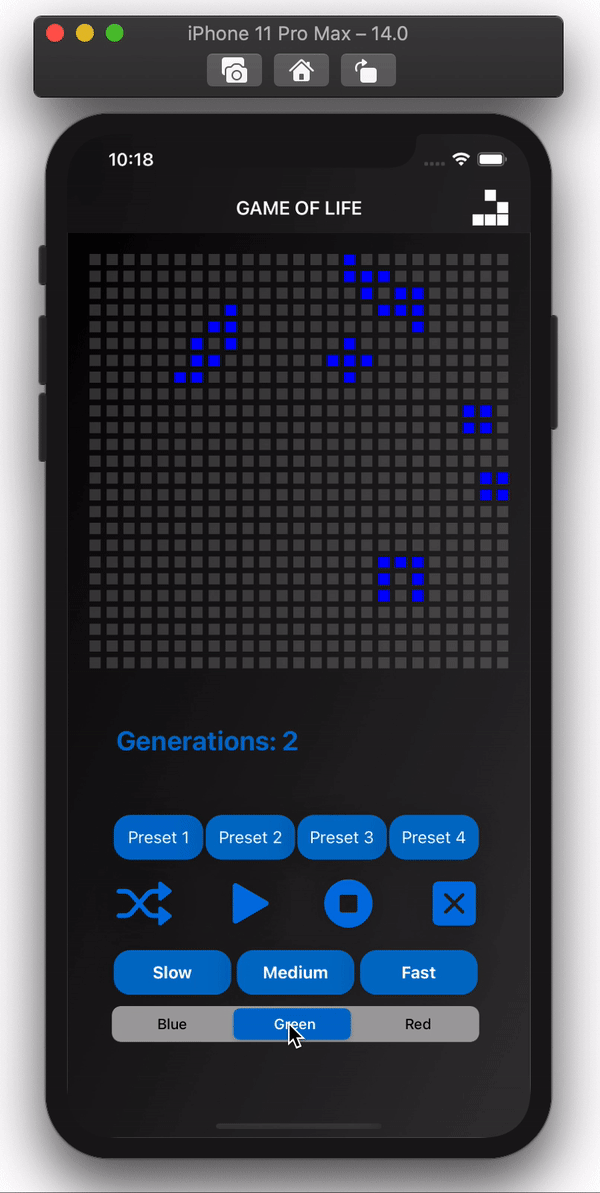 iPhone 11 Pro Max – 14.0
10:18
GAME OF LIFE
Generations: 2
Preset 1 Preset 2 Preset 3 Preset 4
Slow Medium Fast
Blue Green Red